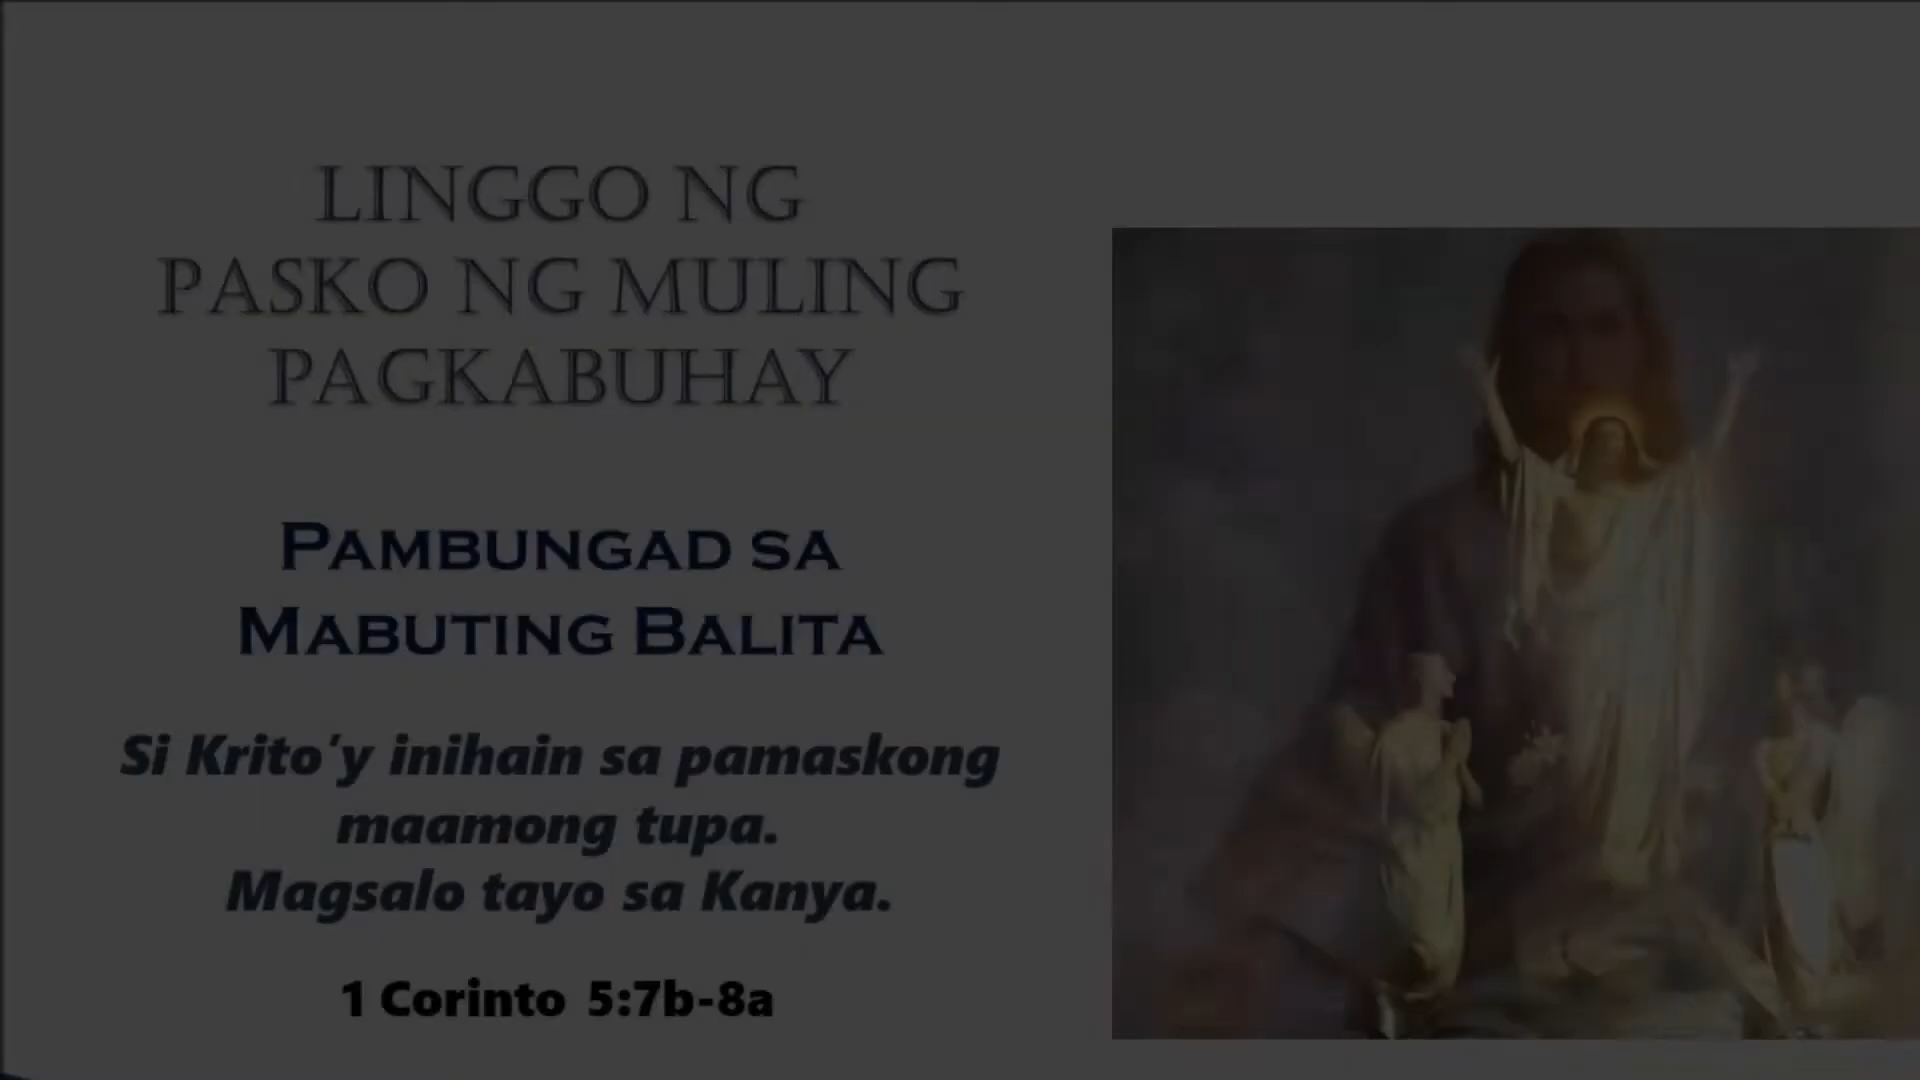 LINGGO NG
PASKO NG MULING
PAGKABUHAY
PAMBUNGAD SA
MABUTING BALITA
Si Krito'y inihain sa pamaskong
maamong tupa.
Magsalo tayo sa Kanya.
1 Corinto 5:7b-8a